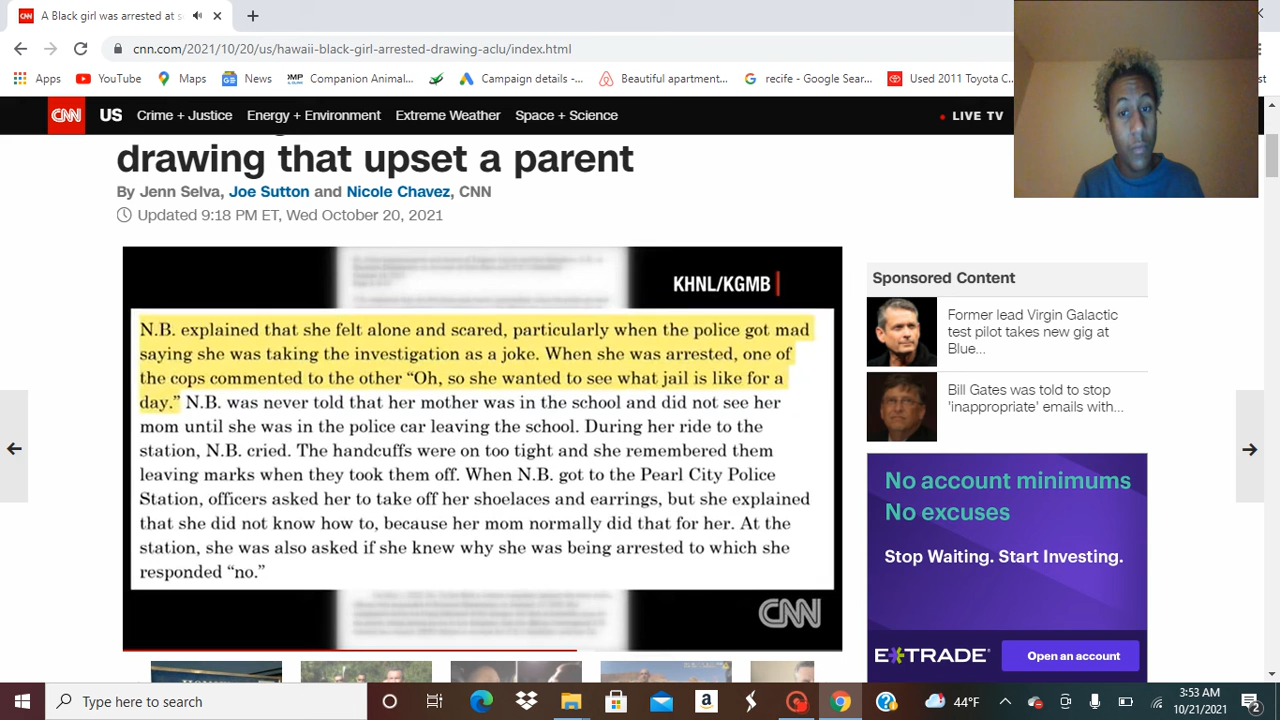 A Black girl was arrested at s
cnn.com/2021/10/20/us/hawaii-black-girl-arrested-drawing-aclu/index.html
Apps YouTube Maps News Companion Animal... Campaign details -... Beautiful apartment... recife - Google Sear... Used 2011 Toyota C...
CNN US Crime + Justice Energy + Environment Extreme Weather Space + Science LIVE TV
drawing that upset a parent
By Jenn Selva, Joe Sutton and Nicole Chavez, CNN
Updated 9:18 PM ET, Wed October 20, 2021
KHNL/KGMB
N.B. explained that she felt alone and scared, particularly when the police got mad
saying she was taking the investigation as a joke. When she was arrested, one of
the cops commented to the other “Oh, so she wanted to see what jail is like for a
day.” N.B. was never told that her mother was in the school and did not see her
mom until she was in the police car leaving the school. During her ride to the
station, N.B. cried. The handcuffs were on too tight and she remembered them
leaving marks when they took them off. When N.B. got to the Pearl City Police
Station, officers asked her to take off her shoelaces and earrings, but she explained
that she did not know how to, because her mom normally did that for her. At the
station, she was also asked if she knew why she was being arrested to which she
responded “no.”
CNN
Sponsored Content
Former lead Virgin Galactic
test pilot takes new gig at
Blue...
Bill Gates was told to stop
'inappropriate' emails with...
No account minimums
No excuses
Stop Waiting. Start Investing.
E*TRADE Open an account
Type here to search
44°F
3:53 AM
10/21/2021
2